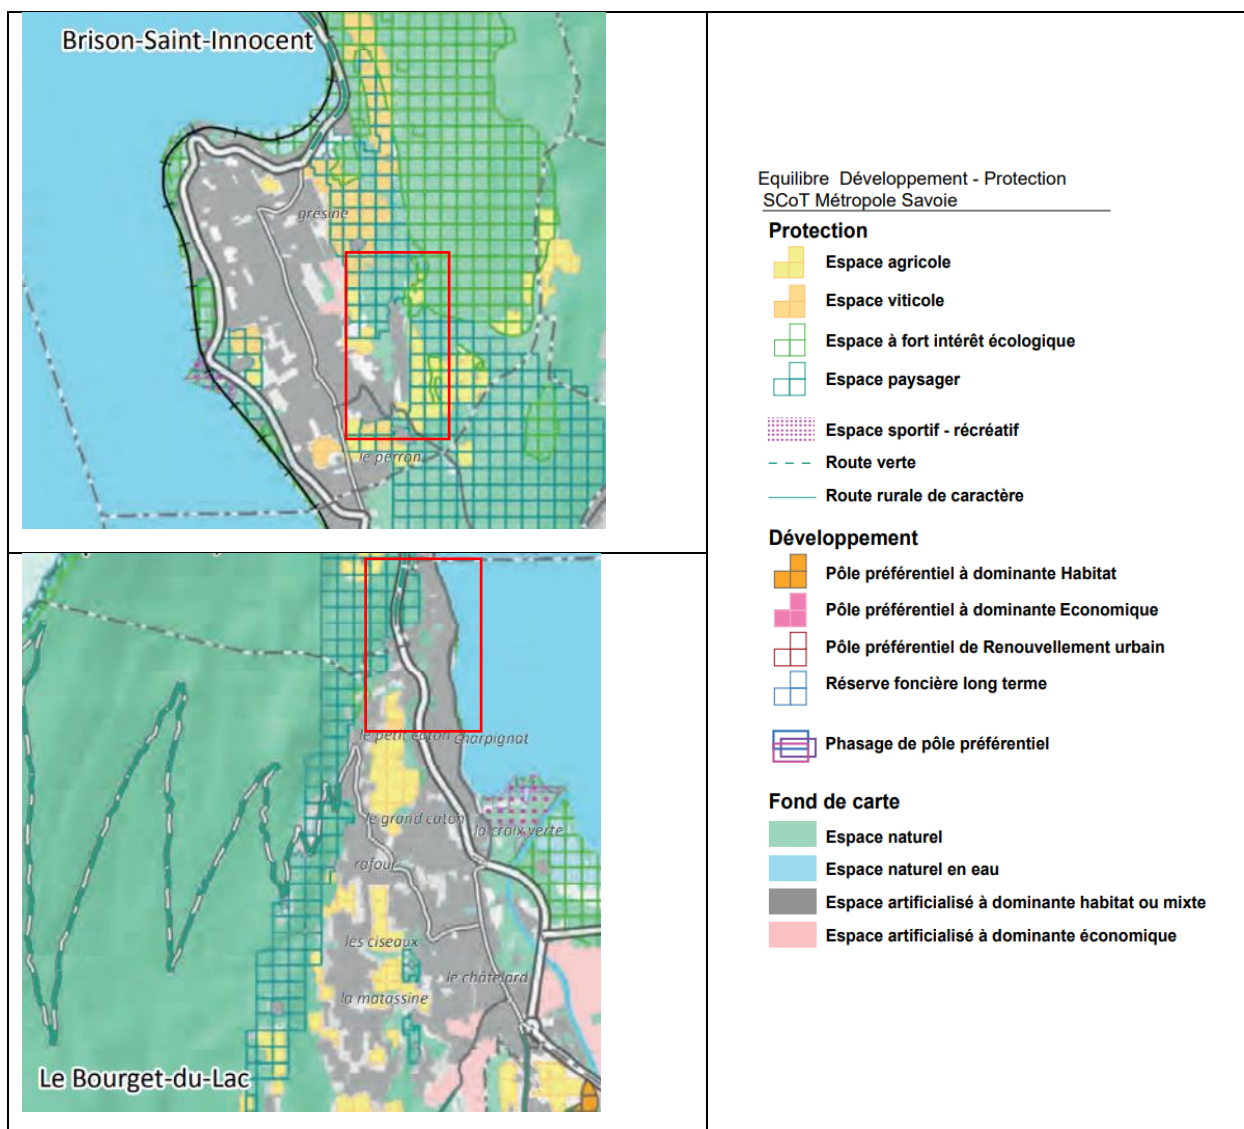 Brison-Saint-Innocent
grésine
le perron
le petit caton
charpignat
le grand caton
la croix verte
rafour
les ciseaux
le châtelard
la matassine
Le Bourget-du-Lac
Equilibre Développement - Protection
SCoT Métropole Savoie
Protection
Espace agricole
Espace viticole
Espace à fort intérêt écologique
Espace paysager
Espace sportif - récréatif
Route verte
Route rurale de caractère
Développement
Pôle préférentiel à dominante Habitat
Pôle préférentiel à dominante Economique
Pôle préférentiel de Renouvellement urbain
Réserve foncière long terme
Phasage de pôle préférentiel
Fond de carte
Espace naturel
Espace naturel en eau
Espace artificialisé à dominante habitat ou mixte
Espace artificialisé à dominante économique